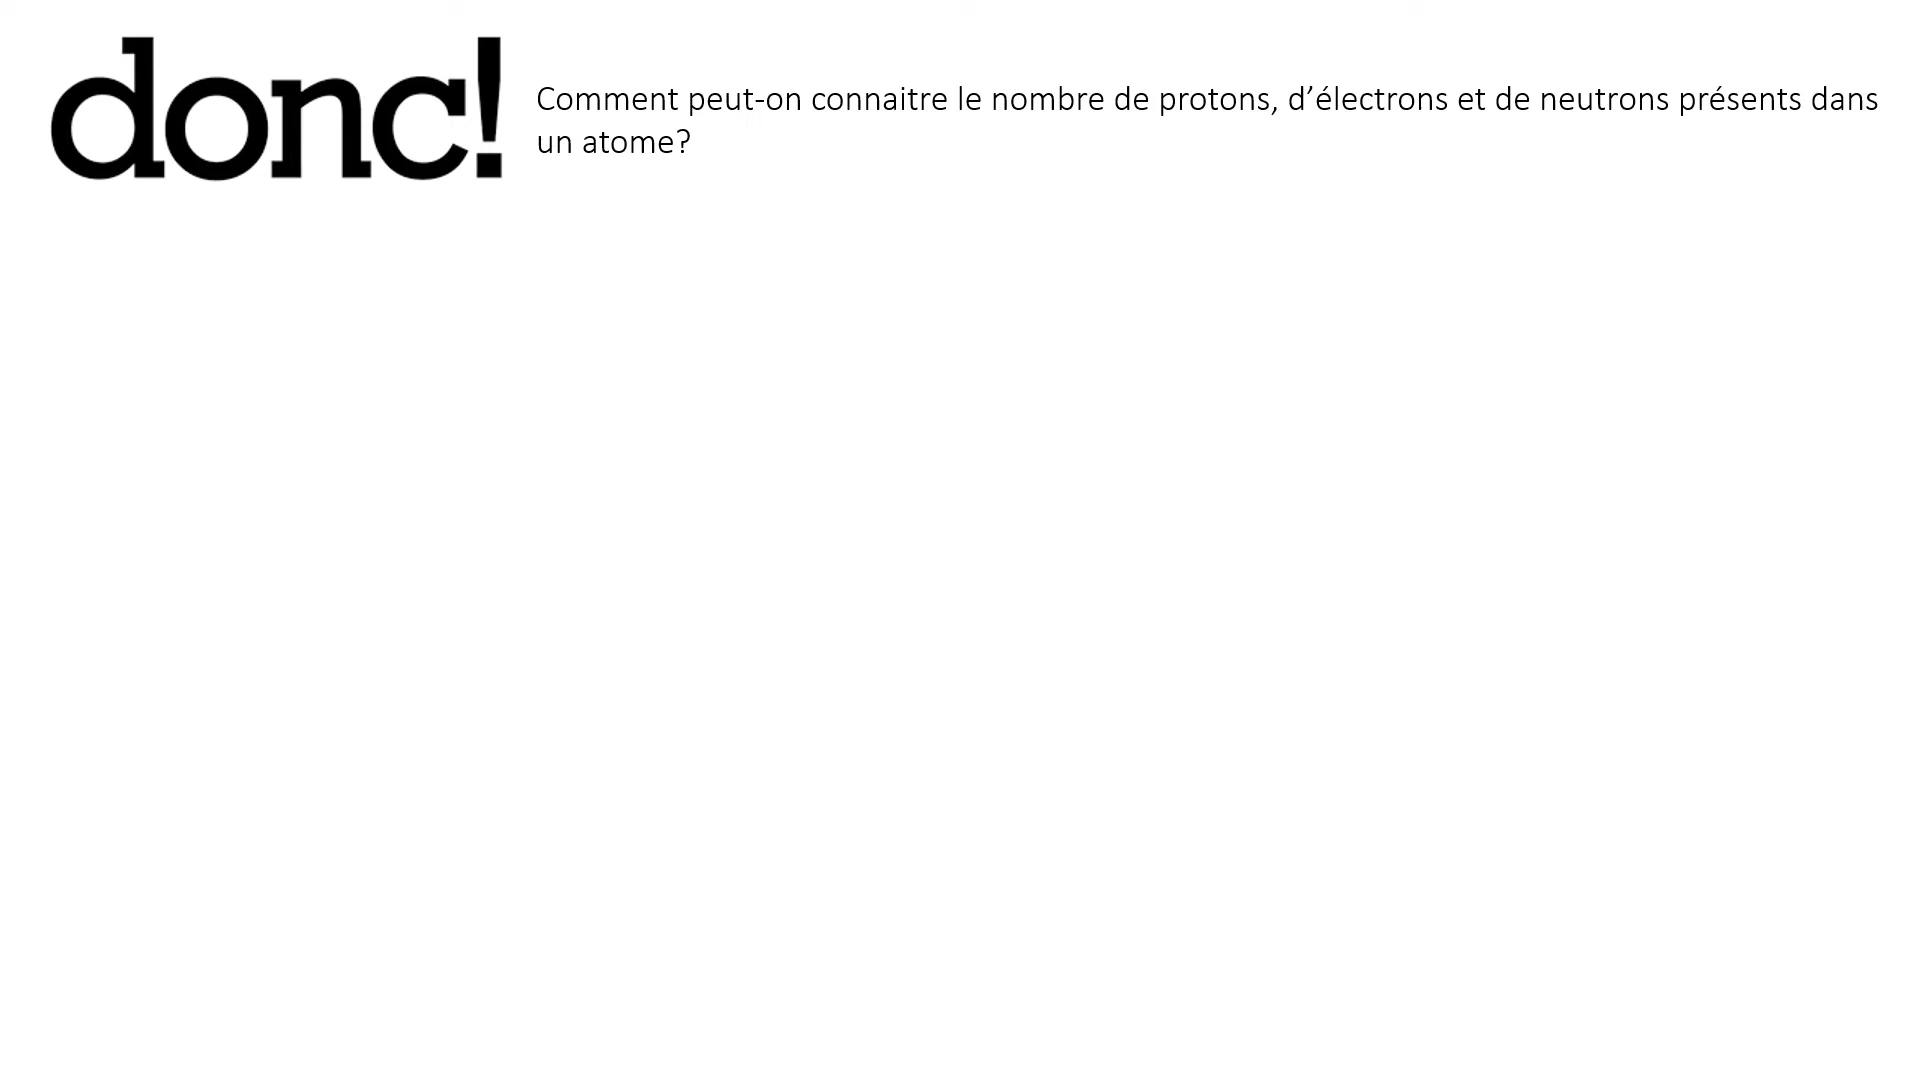 donc!
Comment peut-on connaitre le nombre de protons, d’électrons et de neutrons présents dans
un atome?